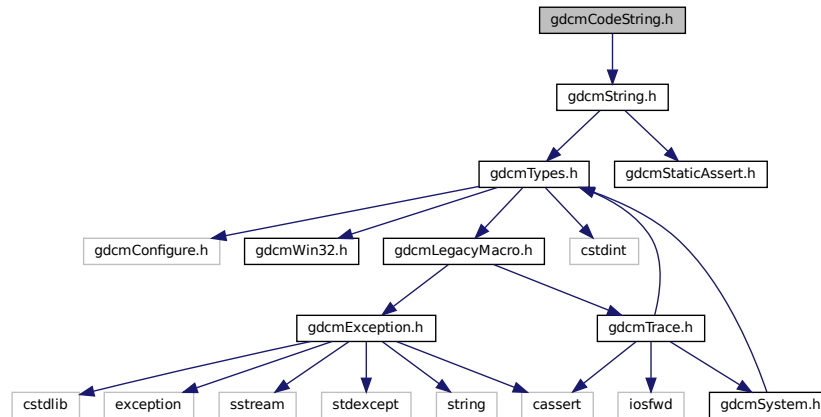 gdcmCodeString.h
gdcmString.h
gdcmTypes.h
gdcmStaticAssert.h
gdcmConfigure.h
gdcmWin32.h
gdcmLegacyMacro.h
cstdint
gdcmException.h
gdcmTrace.h
cstdlib
exception
sstream
stdexcept
string
cassert
iosfwd
gdcmSystem.h